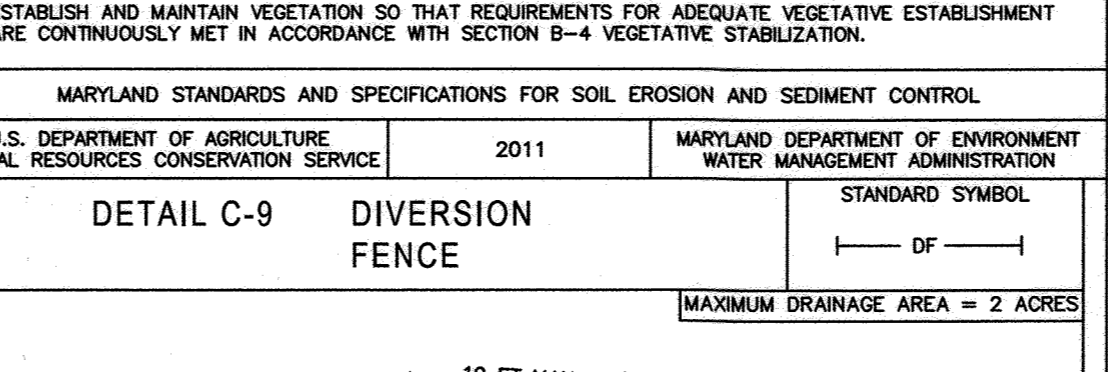 ESTABLISH AND MAINTAIN VEGETATION SO THAT REQUIREMENTS FOR ADEQUATE VEGETATIVE ESTABLISHMENT
ARE CONTINUOUSLY MET IN ACCORDANCE WITH SECTION B-4 VEGETATIVE STABILIZATION.
MARYLAND STANDARDS AND SPECIFICATIONS FOR SOIL EROSION AND SEDIMENT CONTROL
U.S. DEPARTMENT OF AGRICULTURE
AL RESOURCES CONSERVATION SERVICE
2011
MARYLAND DEPARTMENT OF ENVIRONMENT
WATER MANAGEMENT ADMINISTRATION
DETAIL C-9 DIVERSION
FENCE
STANDARD SYMBOL
DF
MAXIMUM DRAINAGE AREA = 2 ACRES